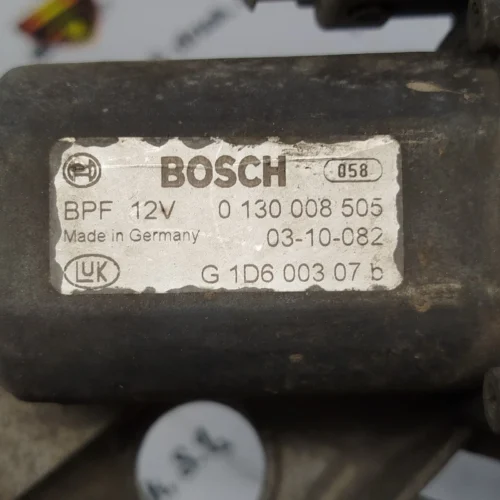 BOSCH 058
BPF 12V 0 130 008 505
Made in Germany 03-10-082
LUK G 1D6 003 07 b